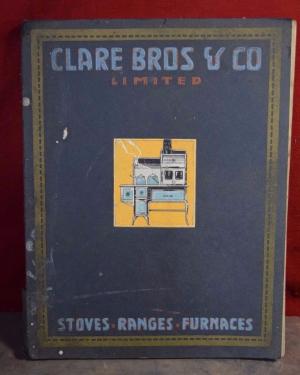 CLARE BROS & CO
LIMITED
STOVES · RANGES · FURNACES